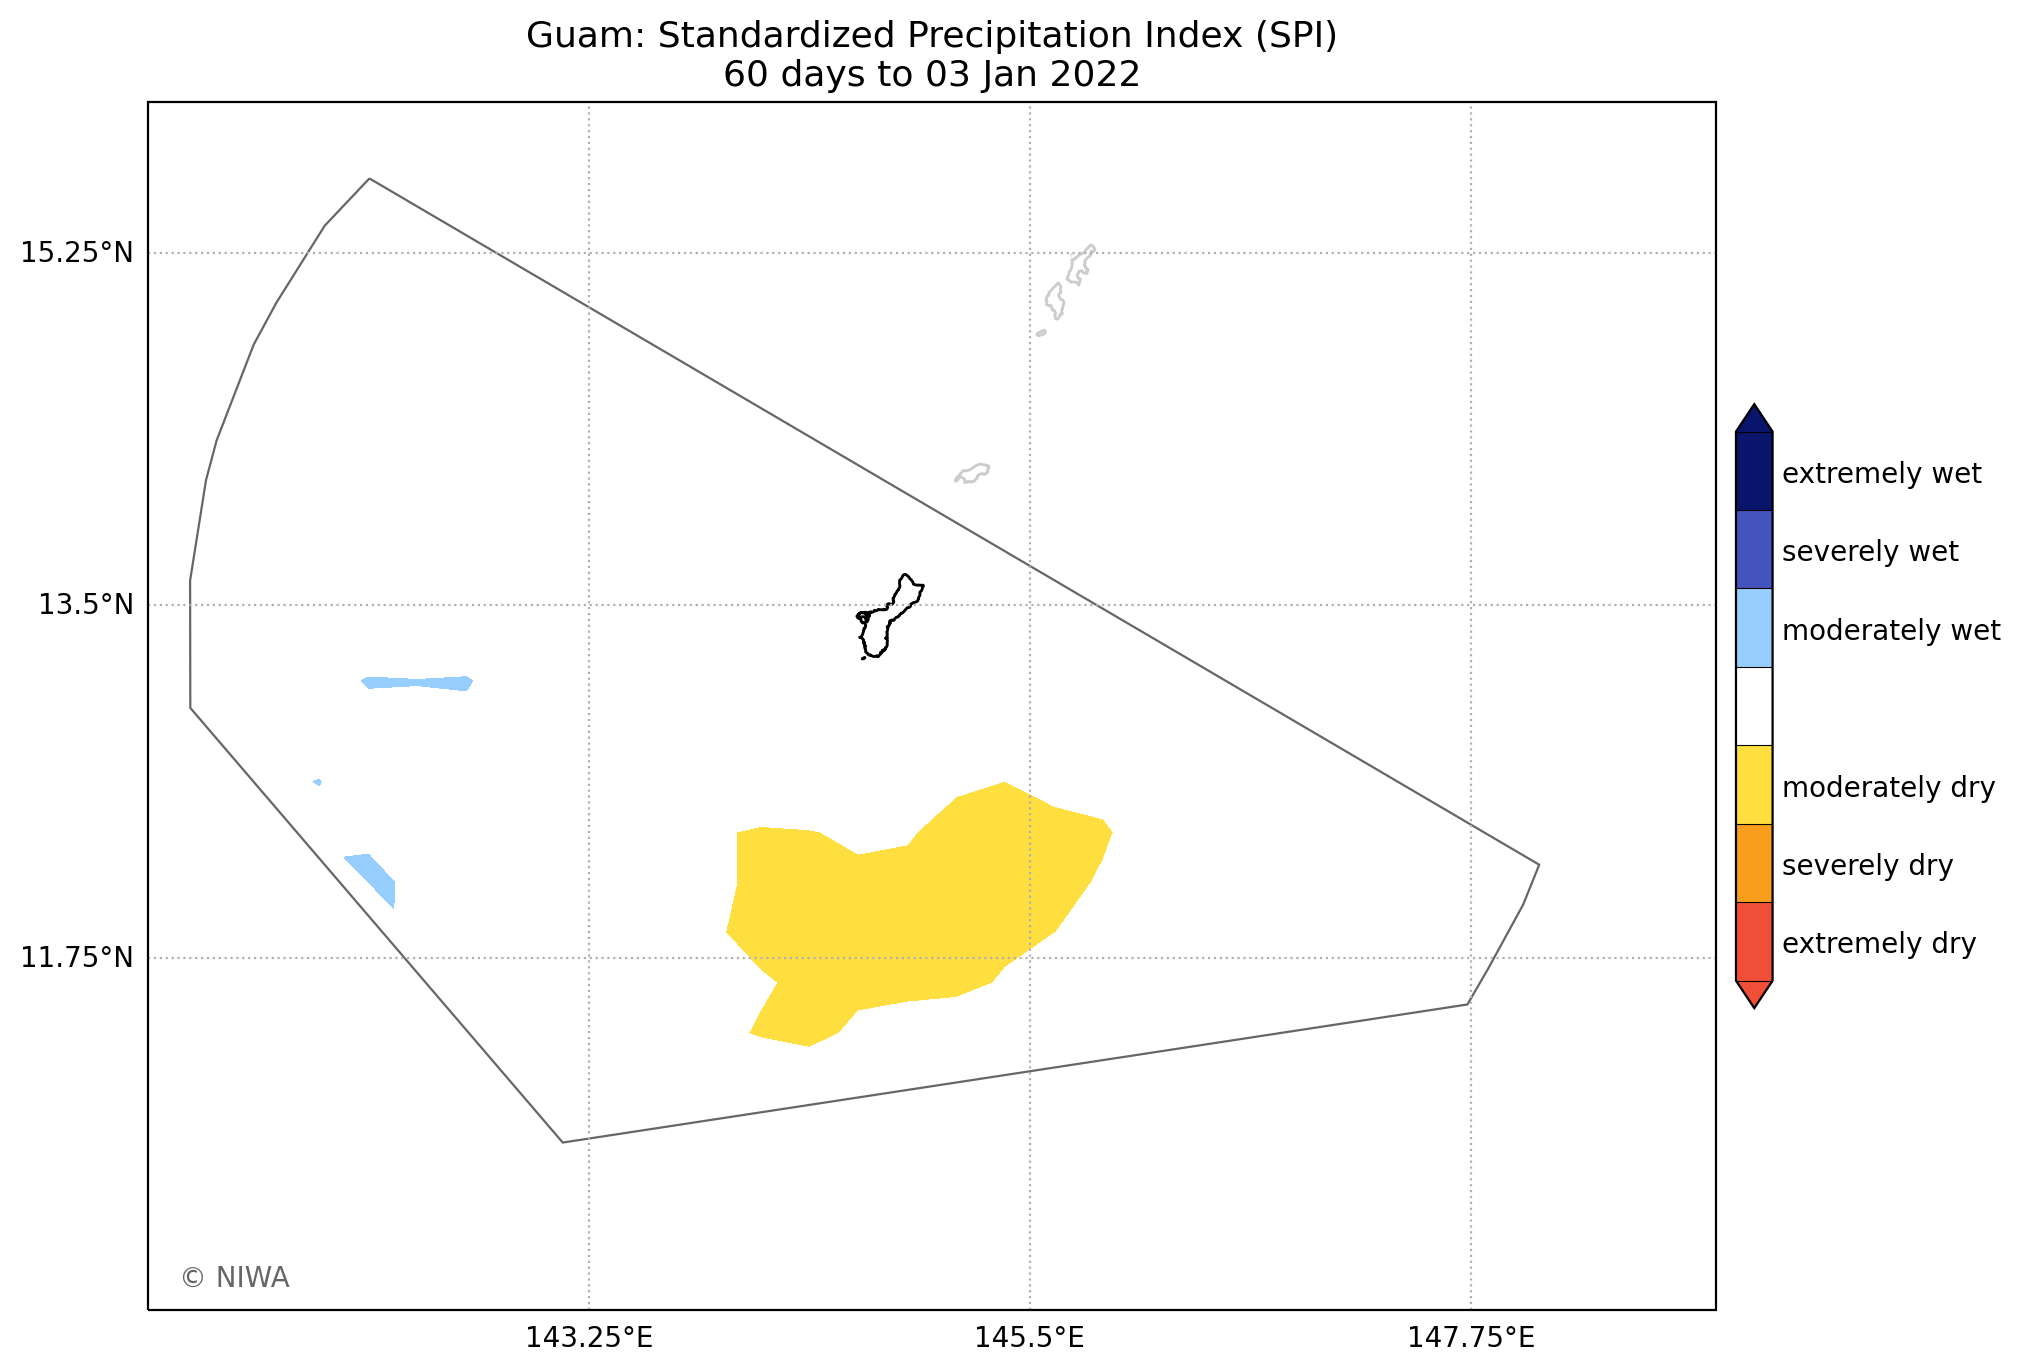 Guam: Standardized Precipitation Index (SPI)
60 days to 03 Jan 2022
15.25°N
13.5°N
11.75°N
143.25°E
145.5°E
147.75°E
extremely wet
severely wet
moderately wet
moderately dry
severely dry
extremely dry
© NIWA